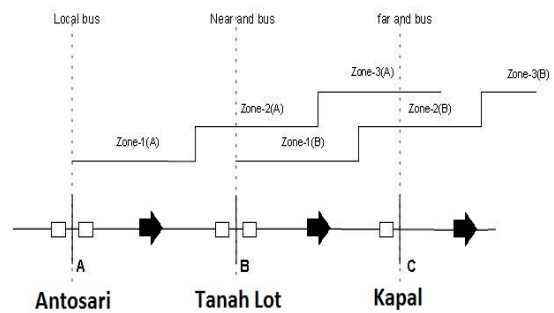 Local bus
Near and bus
far and bus
Zone-3(A)
Zone-3(B)
Zone-2(A)
Zone-2(B)
Zone-1(A)
Zone-1(B)
A
B
C
Antosari
Tanah Lot
Kapal